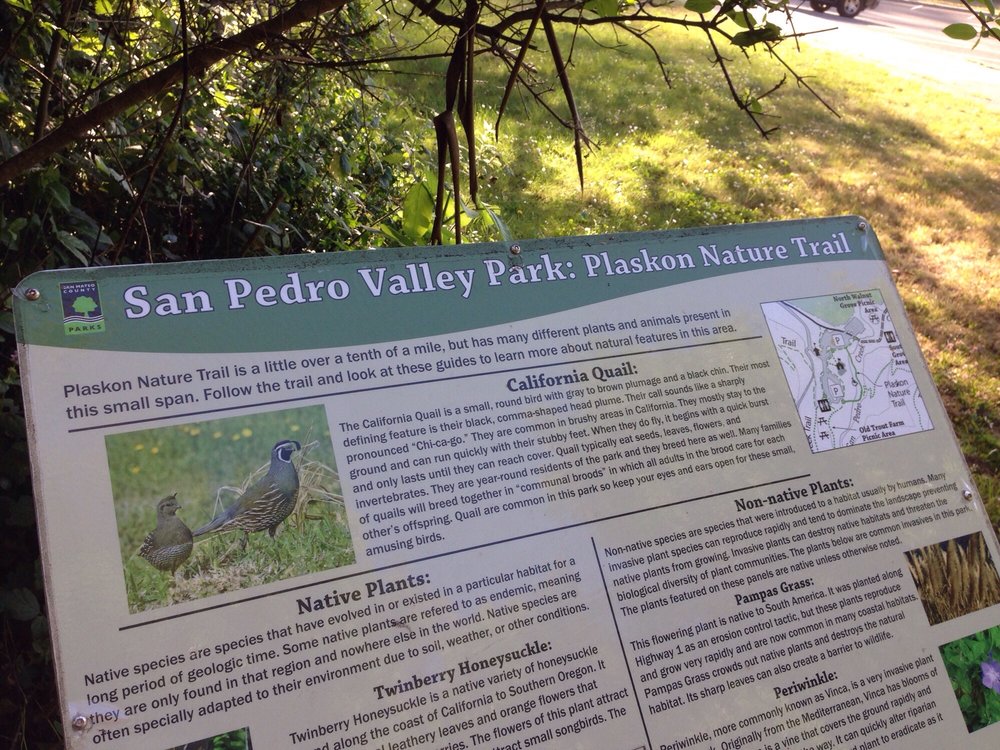 San Pedro Valley Park: Plaskon Nature Trail
SAN MATEO
COUNTY
PARKS
Plaskon Nature Trail is a little over a tenth of a mile, but has many different plants and animals present in
this small span. Follow the trail and look at these guides to learn more about natural features in this area.
California Quail:
The California Quail is a small, round bird with gray to brown plumage and a black chin. Their most
defining feature is their black, comma-shaped head plume. Their call sounds like a sharply
pronounced “Chi-ca-go.” They are common in brushy areas in California. They mostly stay to the
ground and can run quickly with their stubby feet. When they do fly, it begins with a quick burst
and only lasts until they can reach cover. Quail typically eat seeds, leaves, flowers, and
invertebrates. They are year-round residents of the park and they breed here as well. Many families
of quails will breed together in “communal broods” in which all adults in the brood care for each
other’s offspring. Quail are common in this park so keep your eyes and ears open for these small,
amusing birds.
North Walnut
Grove Picnic
Area
Trail
P
Creek
Grove
Area
P
Plaskon
Nature
Trail
Pedro
Trail
Old Trout Farm
Picnic Area
Native Plants:
Native species are species that have evolved in or existed in a particular habitat for a
long period of geologic time. Some native plants are refered to as endemic, meaning
they are only found in that region and nowhere else in the world. Native species are
often specially adapted to their environment due to soil, weather, or other conditions.
Twinberry Honeysuckle:
Twinberry Honeysuckle is a native variety of honeysuckle
along the coast of California to Southern Oregon. It
leathery leaves and orange flowers that
The flowers of this plant attract
small songbirds. The
Non-native Plants:
Non-native species are species that were introduced to a habitat usually by humans. Many
invasive plant species can reproduce rapidly and tend to dominate the landscape preventing
native plants from growing. Invasive plants can destroy native habitats and threaten the
biological diversity of plant communities. The plants below are common invasives in this park.
The plants featured on these panels are native unless otherwise noted.
Pampas Grass:
This flowering plant is native to South America. It was planted along
Highway 1 as an erosion control tactic, but these plants reproduce
and grow very rapidly and are now common in many coastal habitats.
Pampas Grass crowds out native plants and destroys the natural
habitat. Its sharp leaves can also create a barrier to wildlife.
Periwinkle:
Periwinkle, more commonly known as Vinca, is a very invasive plant
Originally from the Mediterranean, Vinca has blooms of
is a vine that covers the ground rapidly and
away. It can quickly alter riparian
plant to eradicate as it